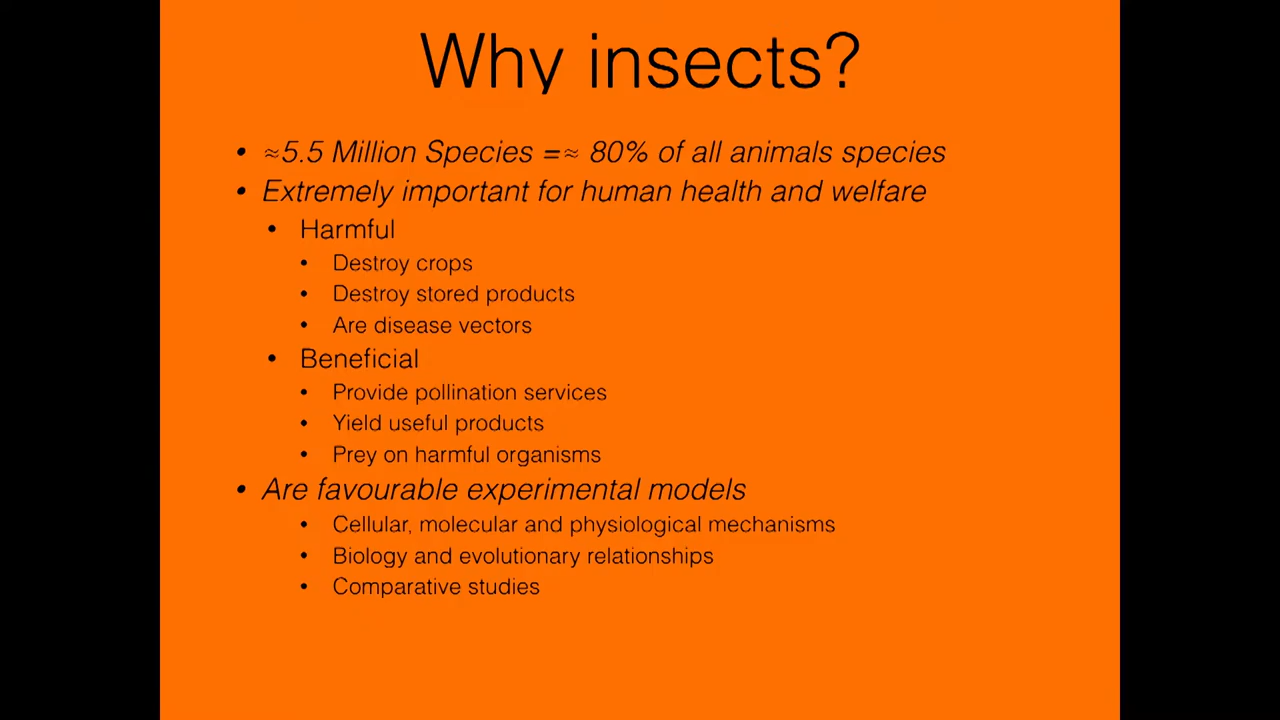 Why insects?
• ≈5.5 Million Species =≈ 80% of all animals species
• Extremely important for human health and welfare
• Harmful
• Destroy crops
• Destroy stored products
• Are disease vectors
• Beneficial
• Provide pollination services
• Yield useful products
• Prey on harmful organisms
• Are favourable experimental models
• Cellular, molecular and physiological mechanisms
• Biology and evolutionary relationships
• Comparative studies